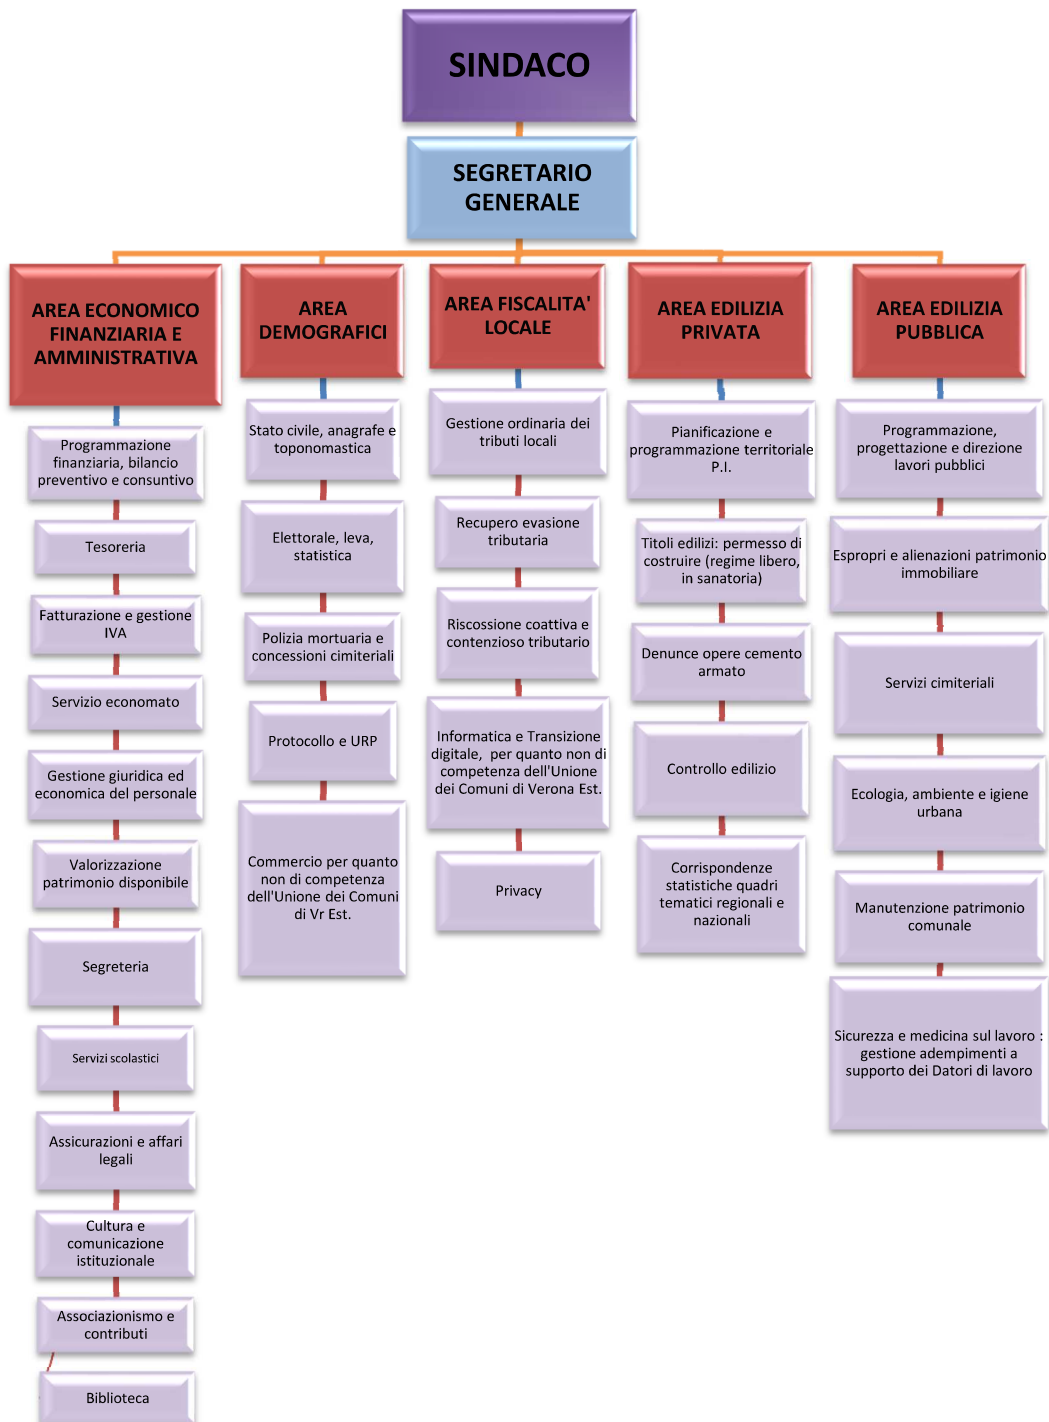 SINDACO
SEGRETARIO
GENERALE
AREA ECONOMICO
FINANZIARIA E
AMMINISTRATIVA
Programmazione
finanziaria, bilancio
preventivo e consuntivo
Tesoreria
Fatturazione e gestione
IVA
Servizio economato
Gestione giuridica ed
economica del personale
Valorizzazione
patrimonio disponibile
Segreteria
Servizi scolastici
Assicurazioni e affari
legali
Cultura e
comunicazione
istituzionale
Associazionismo e
contributi
Biblioteca
AREA
DEMOGRAFICI
Stato civile, anagrafe e
toponomastica
Elettorale, leva,
statistica
Polizia mortuaria e
concessioni cimiteriali
Protocollo e URP
Commercio per quanto
non di competenza
dell'Unione dei Comuni
di Vr Est.
AREA FISCALITA'
LOCALE
Gestione ordinaria dei
tributi locali
Recupero evasione
tributaria
Riscossione coattiva e
contenzioso tributario
Informatica e Transizione
digitale, per quanto non di
competenza dell'Unione
dei Comuni di Verona Est.
Privacy
AREA EDILIZIA
PRIVATA
Pianificazione e
programmazione territoriale
P.I.
Titoli edilizi: permesso di
costruire (regime libero,
in sanatoria)
Denunce opere cemento
armato
Controllo edilizio
Corrispondenze
statistiche quadri
tematici regionali e
nazionali
AREA EDILIZIA
PUBBLICA
Programmazione,
progettazione e direzione
lavori pubblici
Espropri e alienazioni patrimonio
immobiliare
Servizi cimiteriali
Ecologia, ambiente e igiene
urbana
Manutenzione patrimonio
comunale
Sicurezza e medicina sul lavoro :
gestione adempimenti a
supporto dei Datori di lavoro